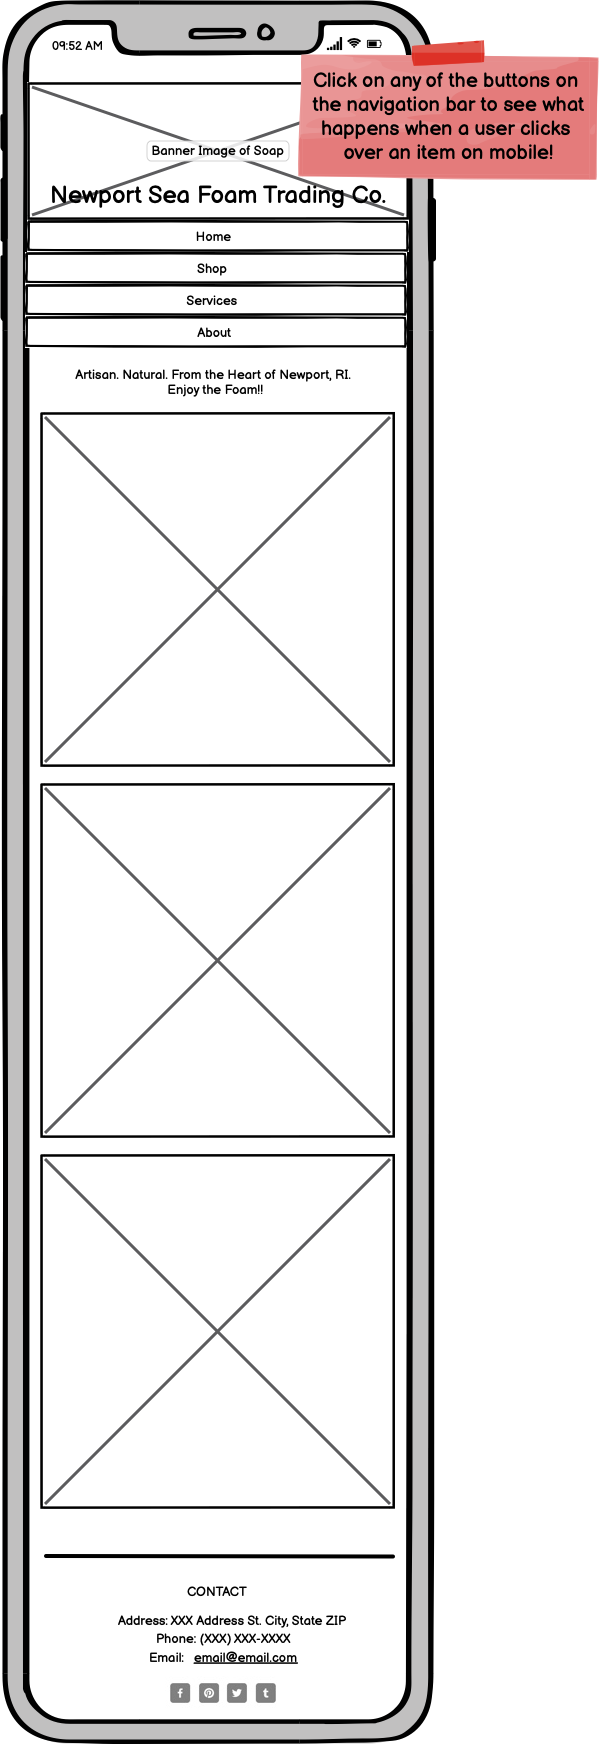 09:52 AM
Click on any of the buttons on
the navigation bar to see what
happens when a user clicks
over an item on mobile!
Banner Image of Soap
Newport Sea Foam Trading Co.
Home
Shop
Services
About
Artisan. Natural. From the Heart of Newport, RI.
Enjoy the Foam!!
CONTACT
Address: XXX Address St. City, State ZIP
Phone: (XXX) XXX-XXXX
Email: email@email.com